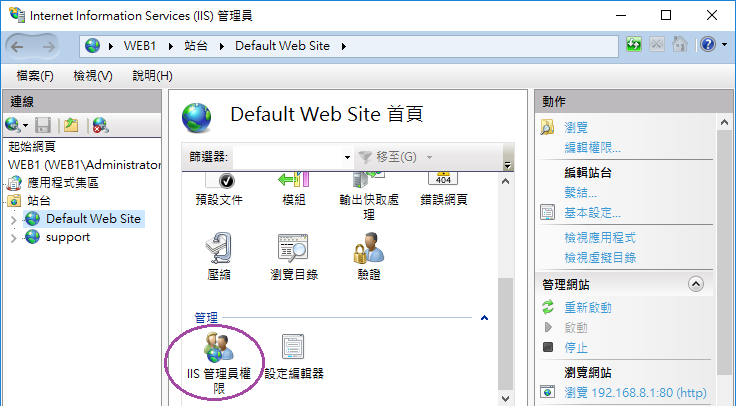 Internet Information Services (IIS) 管理員
WEB1 站台 Default Web Site
檔案(F) 檢視(V) 說明(H)
連線
起始網頁
WEB1 (WEB1\Administrator
應用程式集區
站台
Default Web Site
support
Default Web Site 首頁
篩選器: 移至(G)
404
預設文件 模組 輸出快取處理 錯誤網頁
壓縮 瀏覽目錄 驗證
管理
IIS 管理員權限 設定編輯器
動作
瀏覽
編輯權限...
編輯站台
繫結...
基本設定...
檢視應用程式
檢視虛擬目錄
管理網站
重新啟動
啟動
停止
瀏覽網站
瀏覽 192.168.8.1:80 (http)